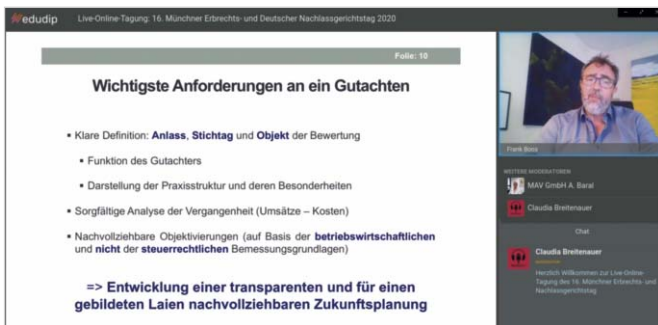 edudip
Live-Online-Tagung: 16. Münchner Erbrechts- und Deutscher Nachlassgerichtstag 2020
Folie: 10
Wichtigste Anforderungen an ein Gutachten
▪ Klare Definition: Anlass, Stichtag und Objekt der Bewertung
▪ Funktion des Gutachters
▪ Darstellung der Praxisstruktur und deren Besonderheiten
▪ Sorgfältige Analyse der Vergangenheit (Umsätze – Kosten)
▪ Nachvollziehbare Objektivierungen (auf Basis der betriebswirtschaftlichen
und nicht der steuerrechtlichen Bemessungsgrundlagen)
=> Entwicklung einer transparenten und für einen
gebildeten Laien nachvollziehbaren Zukunftsplanung
Frank Boos
WEITERE MODERATOREN
MAV GmbH A. Baral
Claudia Breitenauer
Chat
Claudia Breitenauer
Herzlich Willkommen zur Live-Online-
Tagung des 16. Münchner Erbrechts- und
Nachlassgerichtstag